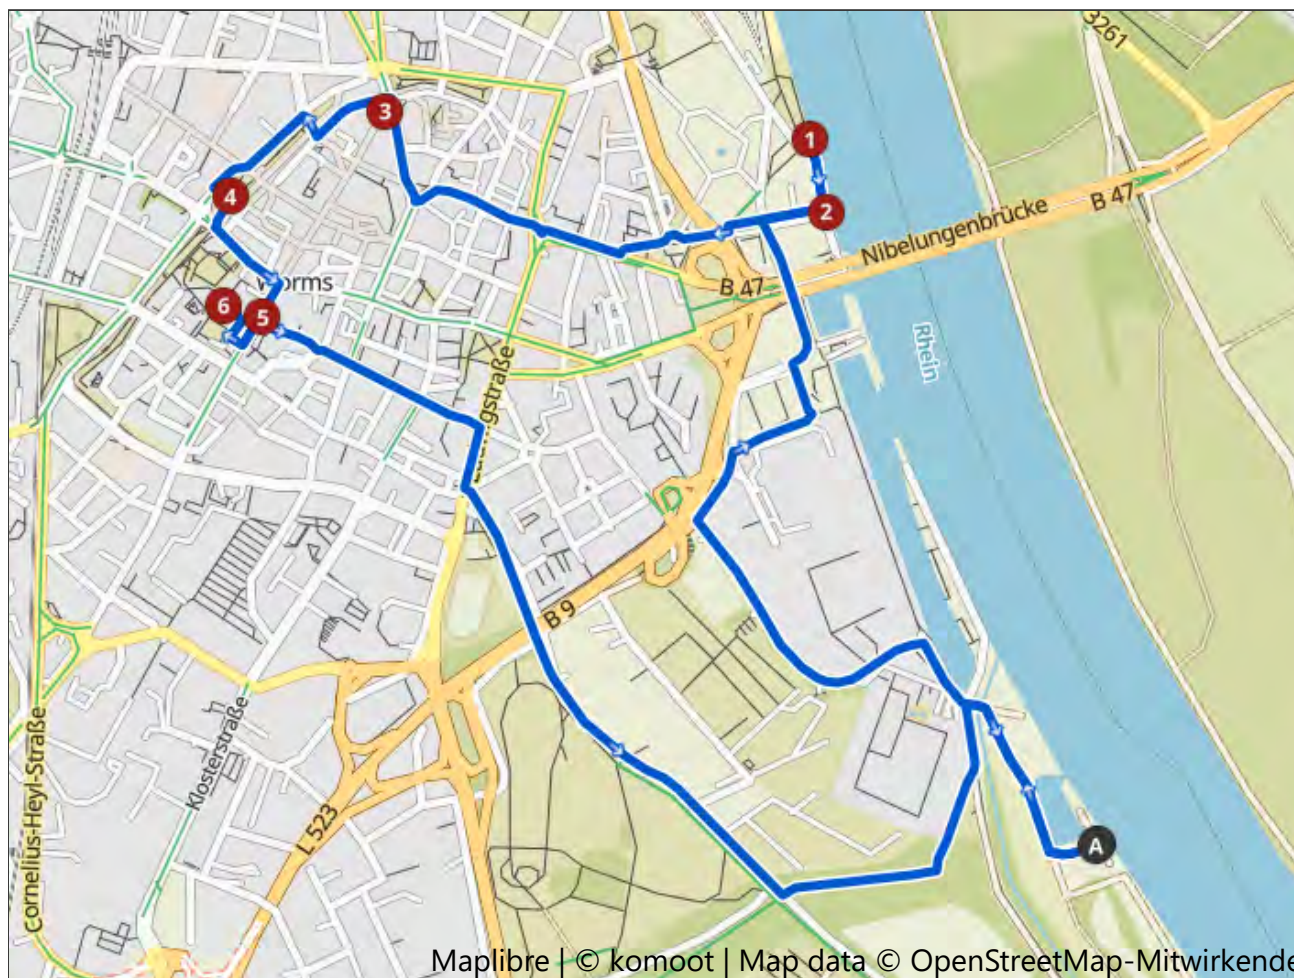 3261
1
3
2
4
B 47
Nibelungenbrücke
B 47
Worms
6
5
Rhein
Ludwigstraße
B 9
Klosterstraße
Cornelius-Heyl-Straße
L 523
A
Maplibre | © komoot | Map data © OpenStreetMap-Mitwirkende